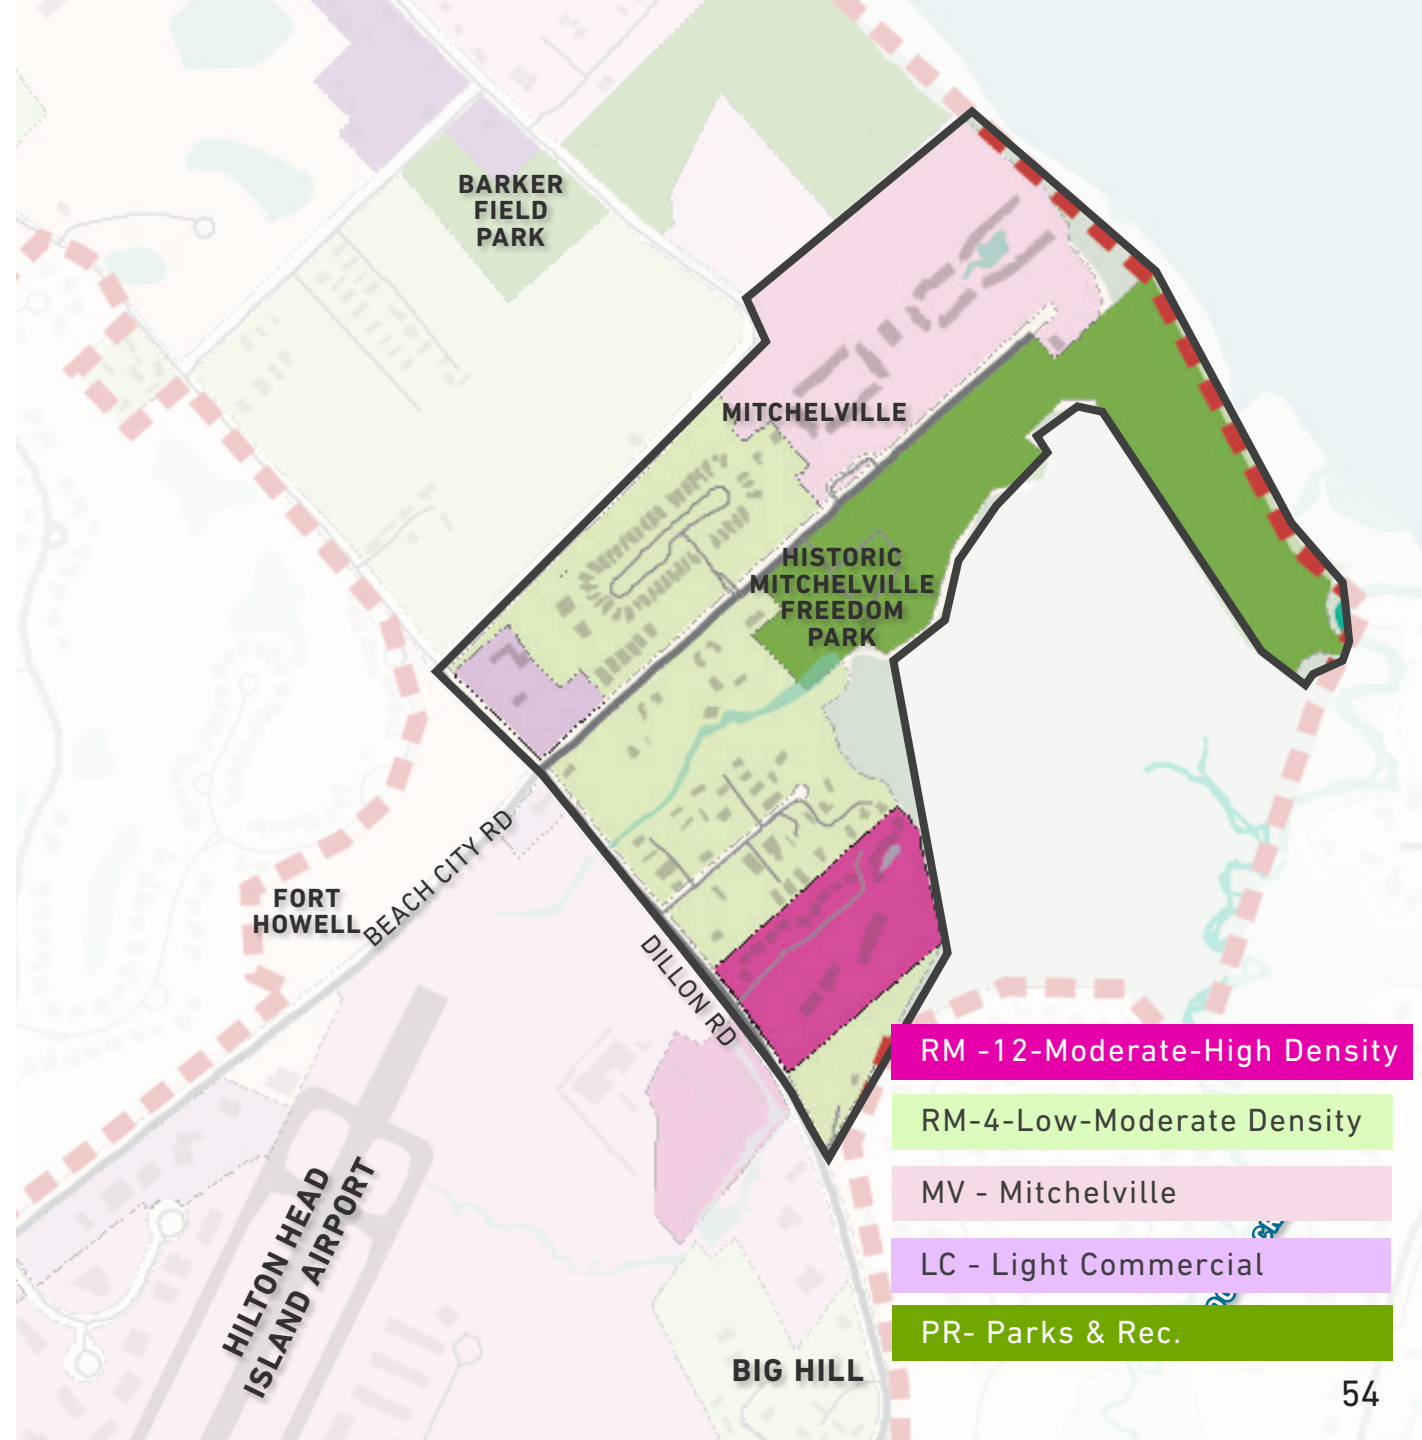 BARKER
FIELD
PARK
MITCHELVILLE
HISTORIC
MITCHELVILLE
FREEDOM
PARK
FORT
HOWELL
BEACH CITY RD
DILLON RD
HILTON HEAD
ISLAND AIRPORT
BIG HILL
RM -12-Moderate-High Density
RM-4-Low-Moderate Density
MV - Mitchelville
LC - Light Commercial
PR- Parks & Rec.
54